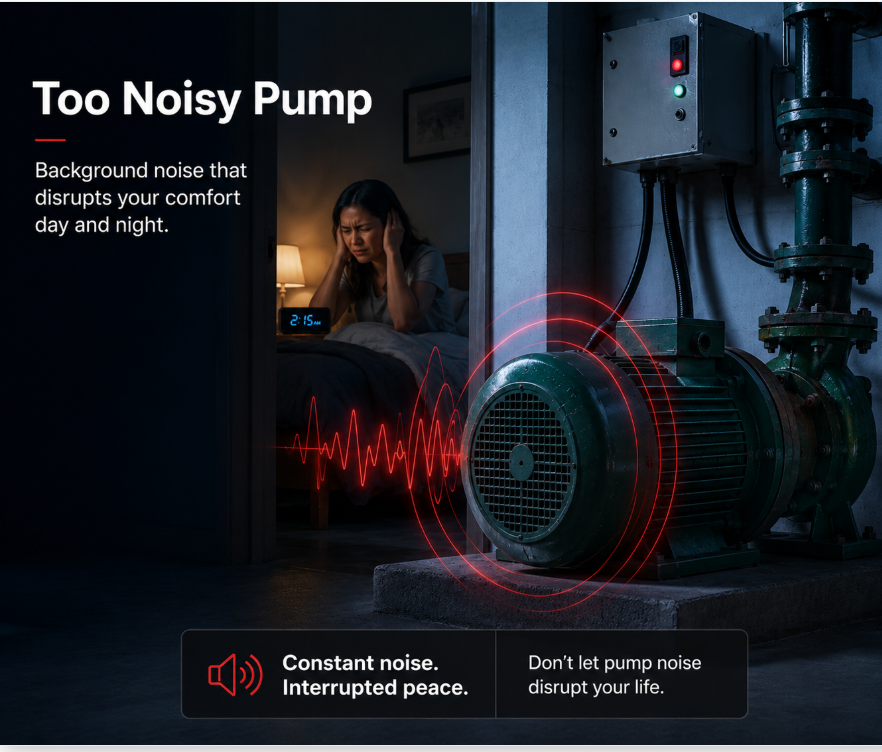 Too Noisy Pump
Background noise that
disrupts your comfort
day and night.
2:15 AM
Constant noise.
Interrupted peace.
Don't let pump noise
disrupt your life.